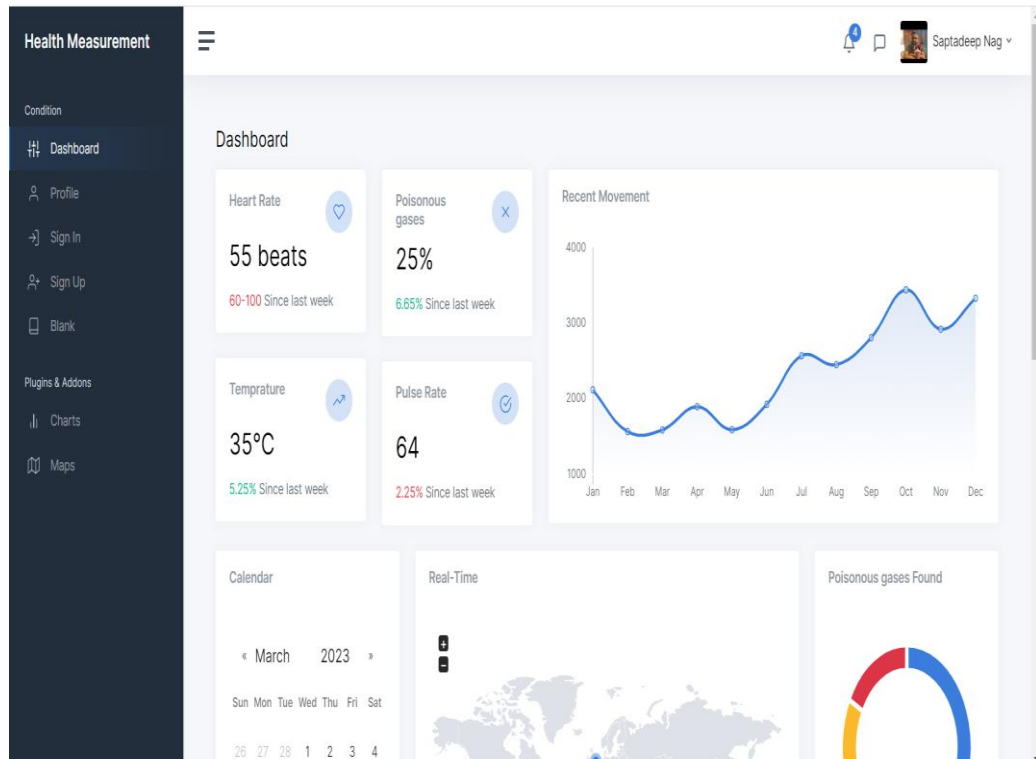 Health Measurement
4
Saptadeep Nag
Condition
Dashboard
Profile
Sign In
Sign Up
Blank
Plugins & Addons
Charts
Maps
Dashboard
Heart Rate
55 beats
60-100 Since last week
Poisonous
gases
25%
6.65% Since last week
Temprature
35°C
5.25% Since last week
Pulse Rate
64
2.25% Since last week
Recent Movement
4000
3000
2000
1000
Jan Feb Mar Apr May Jun Jul Aug Sep Oct Nov Dec
Calendar
« March 2023 »
Sun Mon Tue Wed Thu Fri Sat
26 27 28 1 2 3 4
Real-Time
+
-
Poisonous gases Found